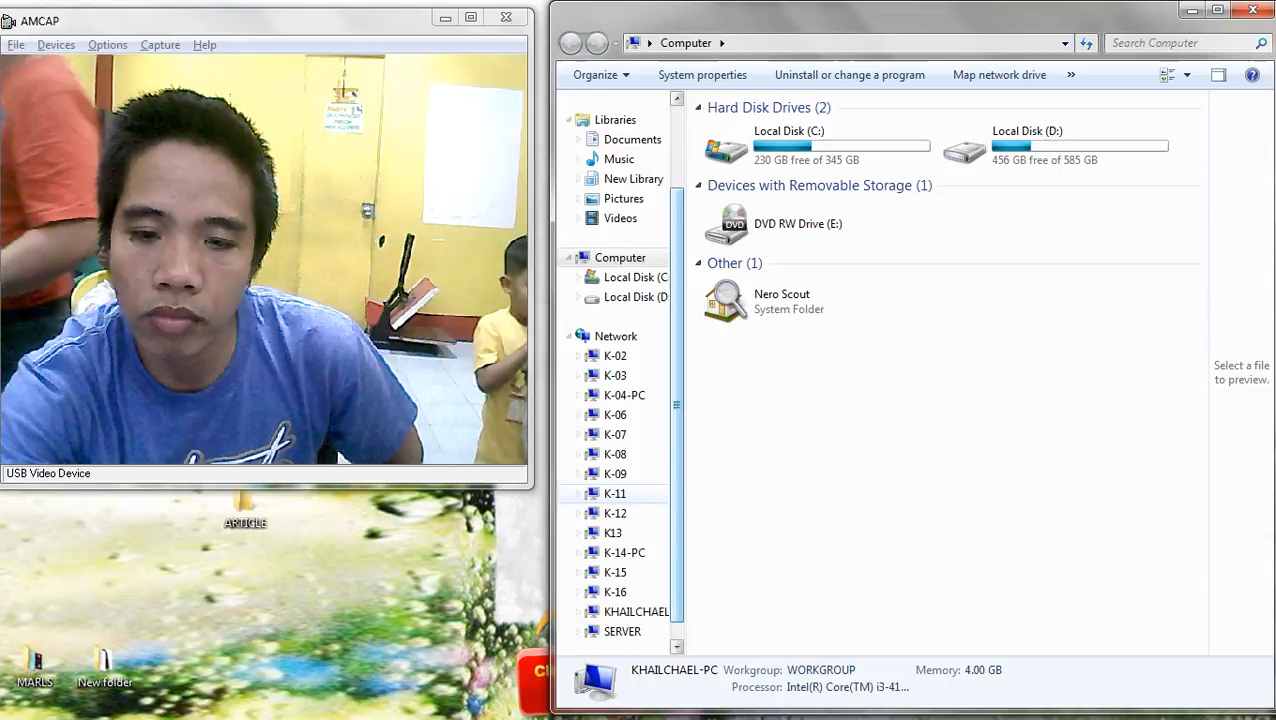 AMCAP
File Devices Options Capture Help
USB Video Device
ARTICLE
MARLS
New folder
Computer
Search Computer
Organize System properties Uninstall or change a program Map network drive »
Libraries
Documents
Music
New Library
Pictures
Videos
Computer
Local Disk (C
Local Disk (D
Network
K-02
K-03
K-04-PC
K-06
K-07
K-08
K-09
K-11
K-12
K13
K-14-PC
K-15
K-16
KHAILCHAEL
SERVER
Hard Disk Drives (2)
Local Disk (C:)
230 GB free of 345 GB
Local Disk (D:)
456 GB free of 585 GB
Devices with Removable Storage (1)
DVD
DVD RW Drive (E:)
Other (1)
Nero Scout
System Folder
Select a file
to preview.
KHAILCHAEL-PC Workgroup: WORKGROUP Memory: 4.00 GB
Processor: Intel(R) Core(TM) i3-41...